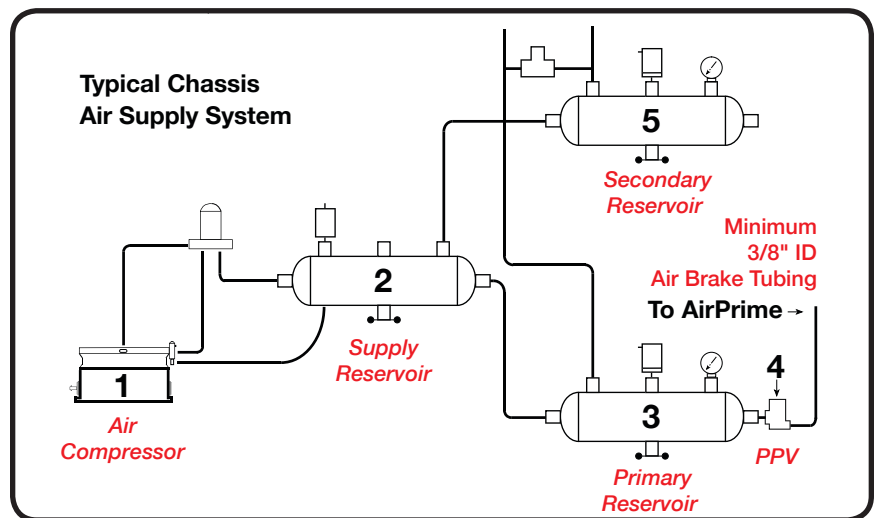 Typical Chassis
Air Supply System
5
Secondary
Reservoir
Minimum
3/8" ID
Air Brake Tubing
To AirPrime →
2
Supply
Reservoir
1
Air
Compressor
3
Primary
Reservoir
4
PPV